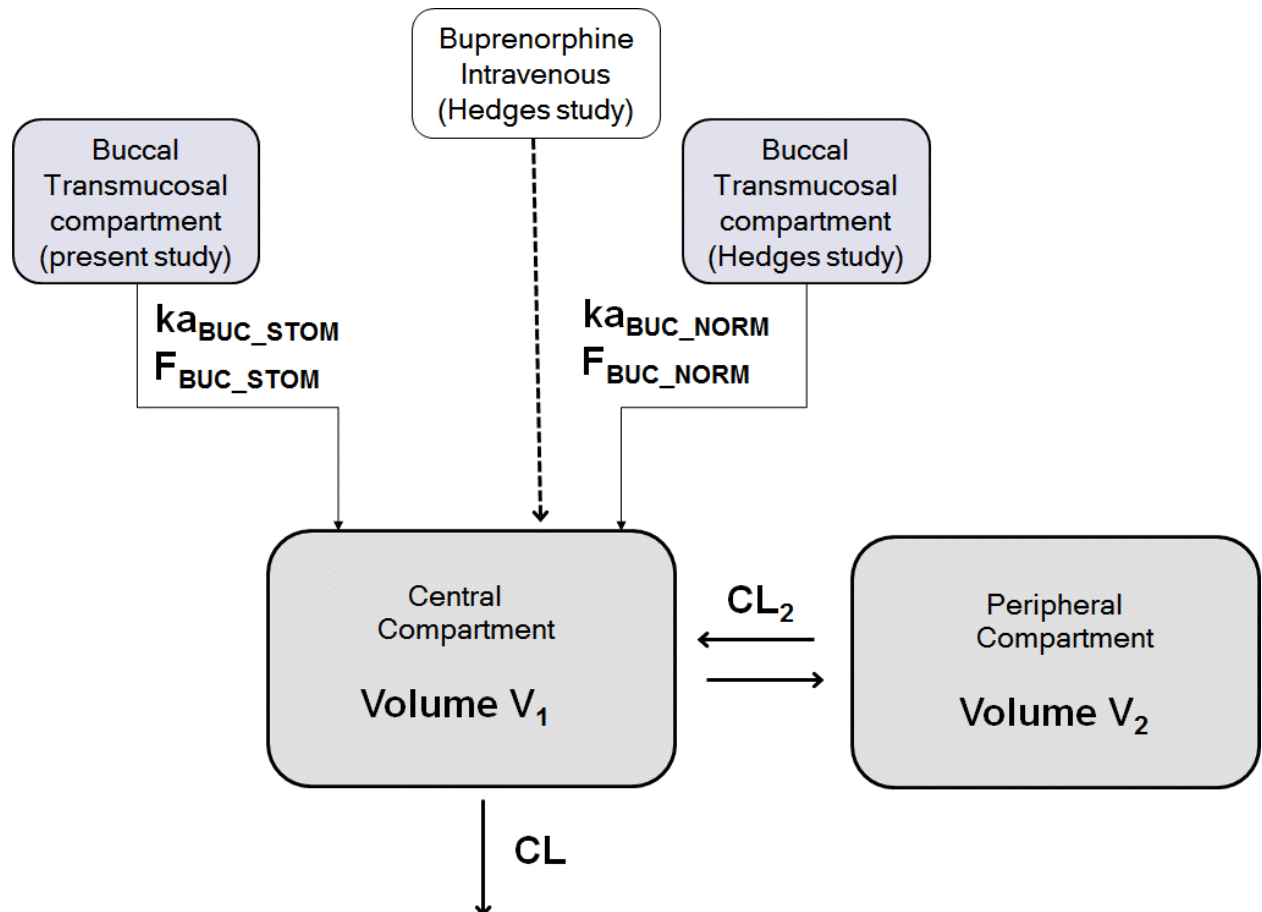 Buprenorphine
Intravenous
(Hedges study)
Buccal
Transmucosal
compartment
(present study)
Buccal
Transmucosal
compartment
(Hedges study)
kaBUC_STOM
FBUC_STOM
kaBUC_NORM
FBUC_NORM
Central
Compartment
Volume V1
CL2
Peripheral
Compartment
Volume V2
CL